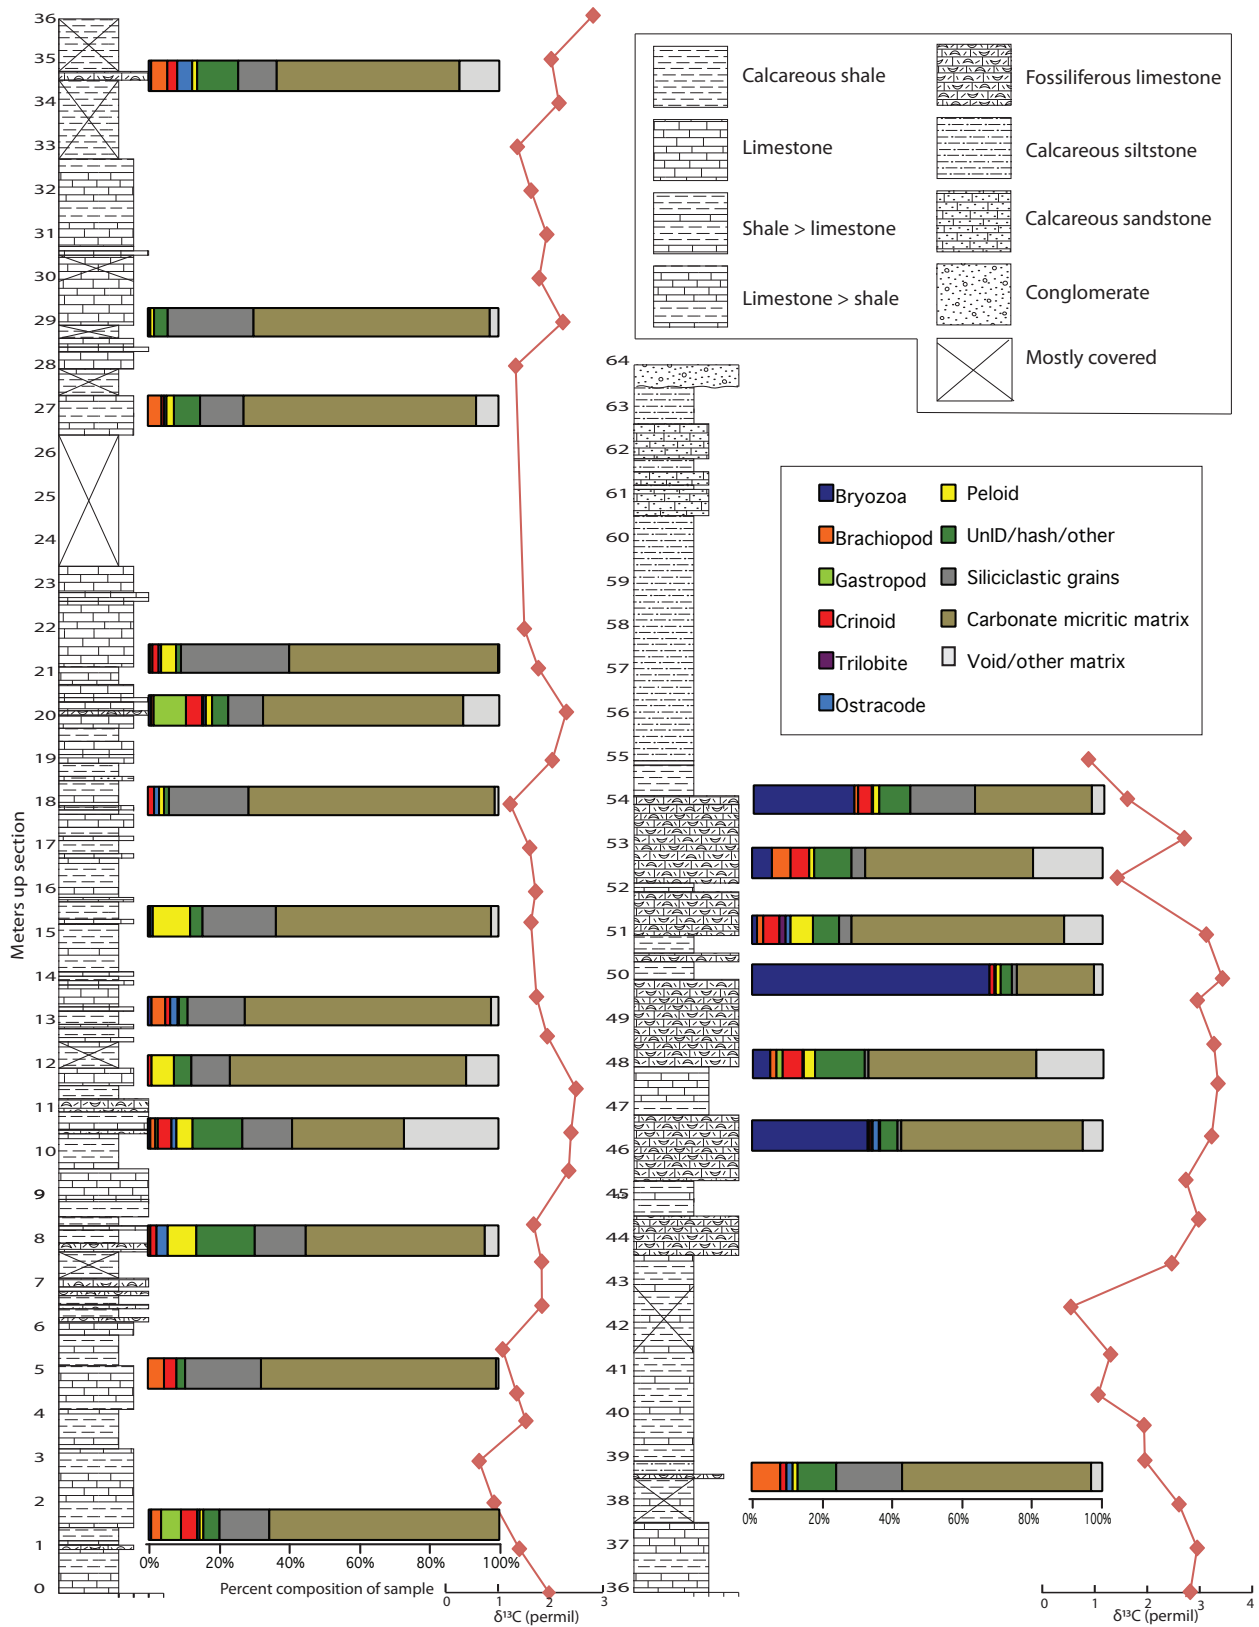 36
35
34
33
32
31
30
29
28
27
26
25
24
23
22
21
20
19
18
17
16
15
14
13
12
11
10
9
8
7
6
5
4
3
2
1
0
Meters up section
0% 20% 40% 60% 80% 100%
Percent composition of sample
0 1 2 3
δ¹³C (permil)
Calcareous shale
Limestone
Shale > limestone
Limestone > shale
Fossiliferous limestone
Calcareous siltstone
Calcareous sandstone
Conglomerate
Mostly covered
Bryozoa
Brachiopod
Gastropod
Crinoid
Trilobite
Ostracode
Peloid
UnID/hash/other
Siliciclastic grains
Carbonate micritic matrix
Void/other matrix
64
63
62
61
60
59
58
57
56
55
54
53
52
51
50
49
48
47
46
45
44
43
42
41
40
39
38
37
36
0% 20% 40% 60% 80% 100%
0 1 2 3 4
δ¹³C (permil)